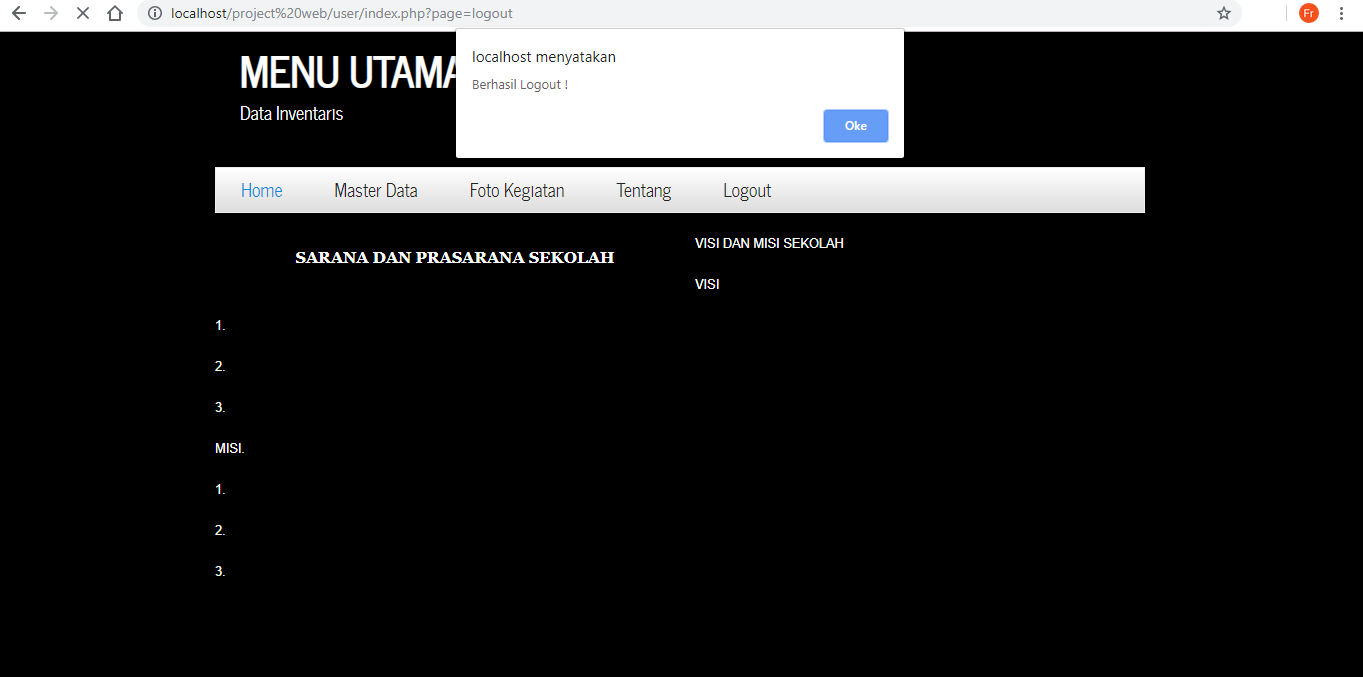 localhost/project%20web/user/index.php?page=logout
Fr
localhost menyatakan
Berhasil Logout !
Oke
MENU UTAMA
Data Inventaris
Home Master Data Foto Kegiatan Tentang Logout
SARANA DAN PRASARANA SEKOLAH
VISI DAN MISI SEKOLAH
VISI
1.
2.
3.
MISI.
1.
2.
3.